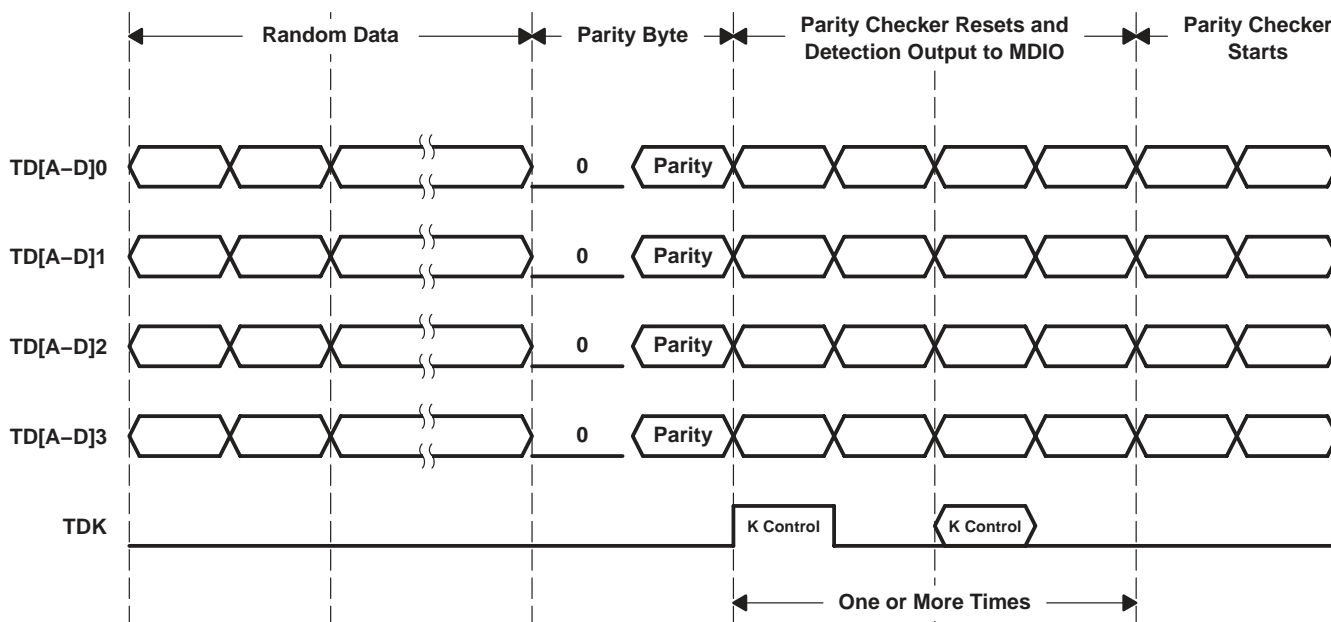 Random Data
Parity Byte
Parity Checker Resets and
Detection Output to MDIO
Parity Checker
Starts
TD[A−D]0
0
Parity
TD[A−D]1
0
Parity
TD[A−D]2
0
Parity
TD[A−D]3
0
Parity
TDK
K Control
K Control
One or More Times